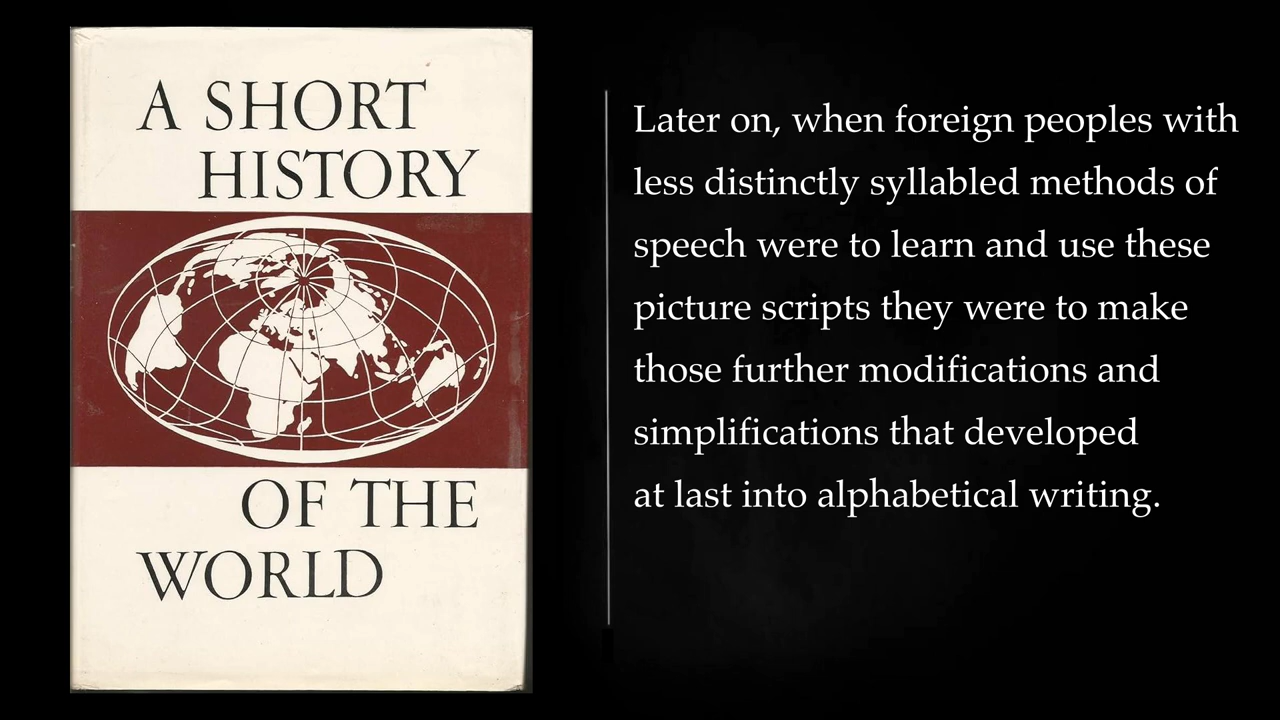 A SHORT
HISTORY
OF THE
WORLD
Later on, when foreign peoples with
less distinctly syllabled methods of
speech were to learn and use these
picture scripts they were to make
those further modifications and
simplifications that developed
at last into alphabetical writing.